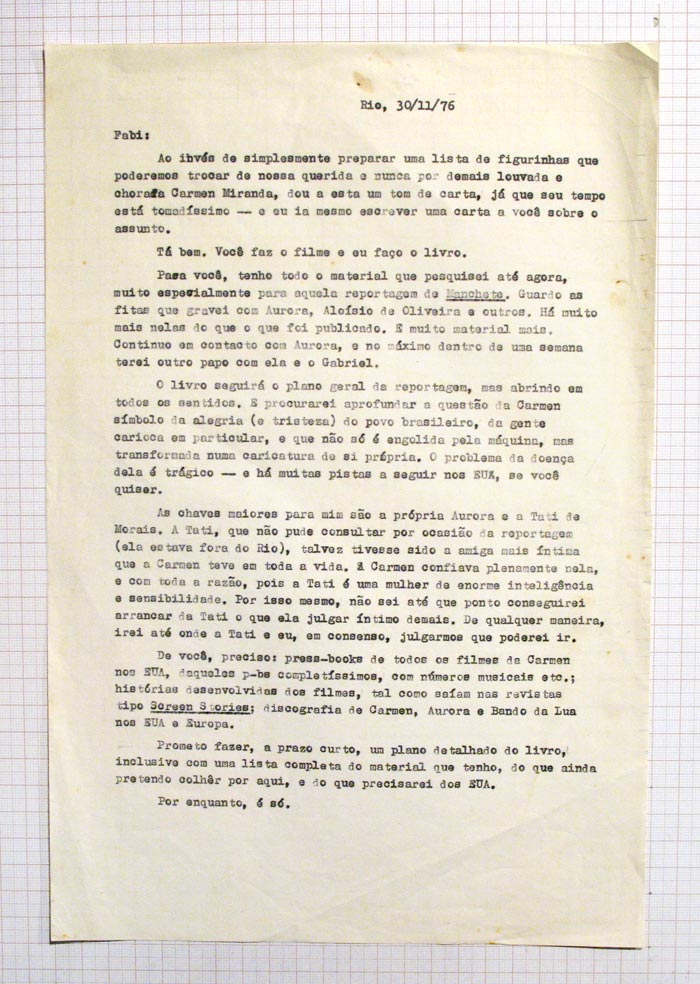 Rio, 30/11/76
Fabi:
Ao ihvés de simplesmente preparar uma lista de figurinhas que
poderemos trocar de nossa querida e nunca por demais louvada e
chorafa Carmen Miranda, dou a esta um tom de carta, já que seu tempo
está tomadíssimo -- e eu ia mesmo escrever uma carta a você sobre o
assunto.
Tá bem. Você faz o filme e eu faço o livro.
Pasa você, tenho todo o material que pesquisei até agora,
muito especialmente para aquela reportagem de Manchete. Guardo as
fitas que gravei com Aurora, Aloísio de Oliveira e outros. Há muito
mais nelas do que o que foi publicado. E muito material mais.
Continuo em contacto com Aurora, e no máximo dentro de uma semana
terei outro papo com ela e o Gabriel.
O livro seguirá o plano geral da reportagem, mas abrindo em
todos os sentidos. E procurarei aprofundar a questão da Carmen
símbolo da alegria (e tristeza) do povo brasileiro, da gente
carioca em particular, e que não só é engolida pela máquina, mas
transformada numa caricatura de si própria. O problema da doença
dela é trágico -- e há muitas pistas a seguir nos EUA, se você
quiser.
As chaves maiores para mim são a própria Aurora e a Tati de
Morais. A Tati, que não pude consultar por ocasião da reportagem
(ela estava fora do Rio), talvez tivesse sido a amiga mais íntima
que a Carmen teve em toda a vida. A Carmen confiava plenamente nela,
e com toda a razão, pois a Tati é uma mulher de enorme inteligência
e sensibilidade. Por isso mesmo, não sei até que ponto conseguirei
arrancar da Tati o que ela julgar íntimo demais. De qualquer maneira,
irei até onde a Tati e eu, em consenso, julgarmos que poderei ir.
De você, preciso: press-books de todos os filmes da Carmen
nos EUA, daqueles p-bs completíssimos, com números musicais etc.;
histórias desenvolvidas dos filmes, tal como saíam nas revistas
tipo Screen Stories; discografia de Carmen, Aurora e Bando da Lua
nos EUA e Europa.
Prometo fazer, a prazo curto, um plano detalhado do livro,
inclusive com uma lista completa do material que tenho, do que ainda
pretendo colhêr por aqui, e do que precisarei dos EUA.
Por enquanto, é só.